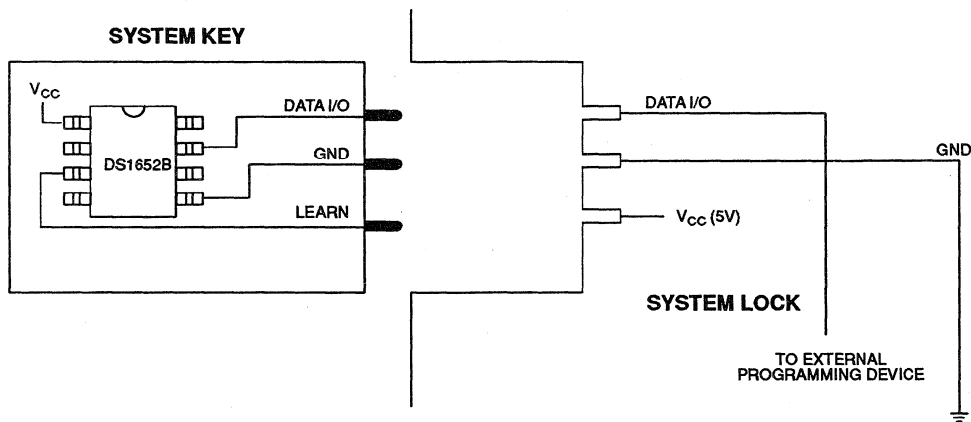 SYSTEM KEY
VCC
DS1652B
DATA I/O
GND
LEARN
DATA I/O
GND
VCC (5V)
SYSTEM LOCK
TO EXTERNAL
PROGRAMMING DEVICE